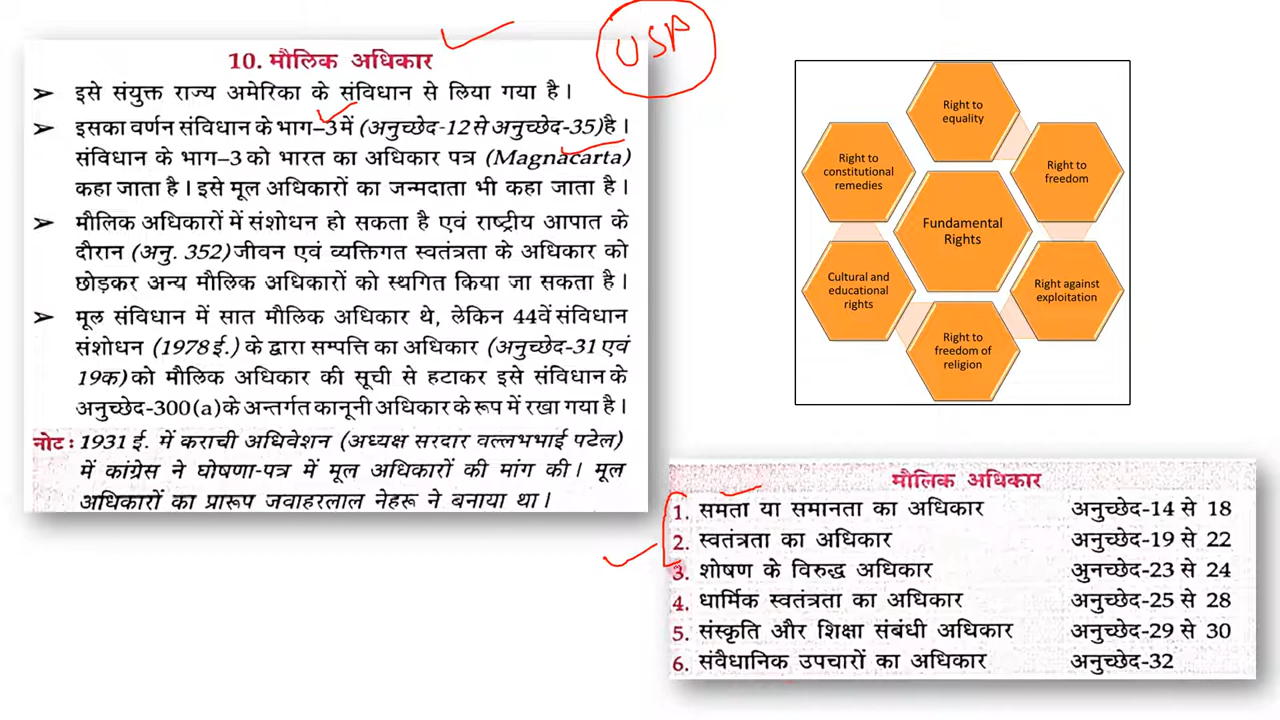 10. मौलिक अधिकार
➢ इसे संयुक्त राज्य अमेरिका के संविधान से लिया गया है।
➢ इसका वर्णन संविधान के भाग–3 में (अनुच्छेद-12 से अनुच्छेद-35) है।
संविधान के भाग–3 को भारत का अधिकार पत्र (Magnacarta)
कहा जाता है। इसे मूल अधिकारों का जन्मदाता भी कहा जाता है।
➢ मौलिक अधिकारों में संशोधन हो सकता है एवं राष्ट्रीय आपात के
दौरान (अनु. 352) जीवन एवं व्यक्तिगत स्वतंत्रता के अधिकार को
छोड़कर अन्य मौलिक अधिकारों को स्थगित किया जा सकता है।
➢ मूल संविधान में सात मौलिक अधिकार थे, लेकिन 44वें संविधान
संशोधन (1978 ई.) के द्वारा सम्पत्ति का अधिकार (अनुच्छेद-31 एवं
19क) को मौलिक अधिकार की सूची से हटाकर इसे संविधान के
अनुच्छेद-300(a) के अन्तर्गत कानूनी अधिकार के रूप में रखा गया है।
नोट : 1931 ई. में कराची अधिवेशन (अध्यक्ष सरदार वल्लभभाई पटेल)
में कांग्रेस ने घोषणा-पत्र में मूल अधिकारों की मांग की। मूल
अधिकारों का प्रारूप जवाहरलाल नेहरू ने बनाया था।
USA
Right to
equality
Right to
freedom
Right against
exploitation
Right to
freedom of
religion
Cultural and
educational
rights
Right to
constitutional
remedies
Fundamental
Rights
मौलिक अधिकार
1. समता या समानता का अधिकार अनुच्छेद-14 से 18
2. स्वतंत्रता का अधिकार अनुच्छेद-19 से 22
3. शोषण के विरुद्ध अधिकार अुनच्छेद-23 से 24
4. धार्मिक स्वतंत्रता का अधिकार अनुच्छेद-25 से 28
5. संस्कृति और शिक्षा संबंधी अधिकार अनुच्छेद-29 से 30
6. संवैधानिक उपचारों का अधिकार अनुच्छेद-32